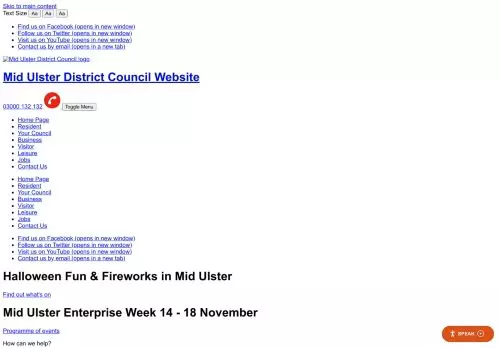 Skip to main content
Text Size Aa Aa Aa
Find us on Facebook (opens in new window)
Follow us on Twitter (opens in new window)
Visit us on YouTube (opens in new window)
Contact us by email (opens in a new tab)
Mid Ulster District Council logo
Mid Ulster District Council Website
03000 132 132 Toggle Menu
Home Page
Resident
Your Council
Business
Visitor
Leisure
Jobs
Contact Us
Home Page
Resident
Your Council
Business
Visitor
Leisure
Jobs
Contact Us
Find us on Facebook (opens in new window)
Follow us on Twitter (opens in new window)
Visit us on YouTube (opens in new window)
Contact us by email (opens in a new tab)
Halloween Fun & Fireworks in Mid Ulster
Find out what's on
Mid Ulster Enterprise Week 14 - 18 November
Programme of events
How can we help?
SPEAK